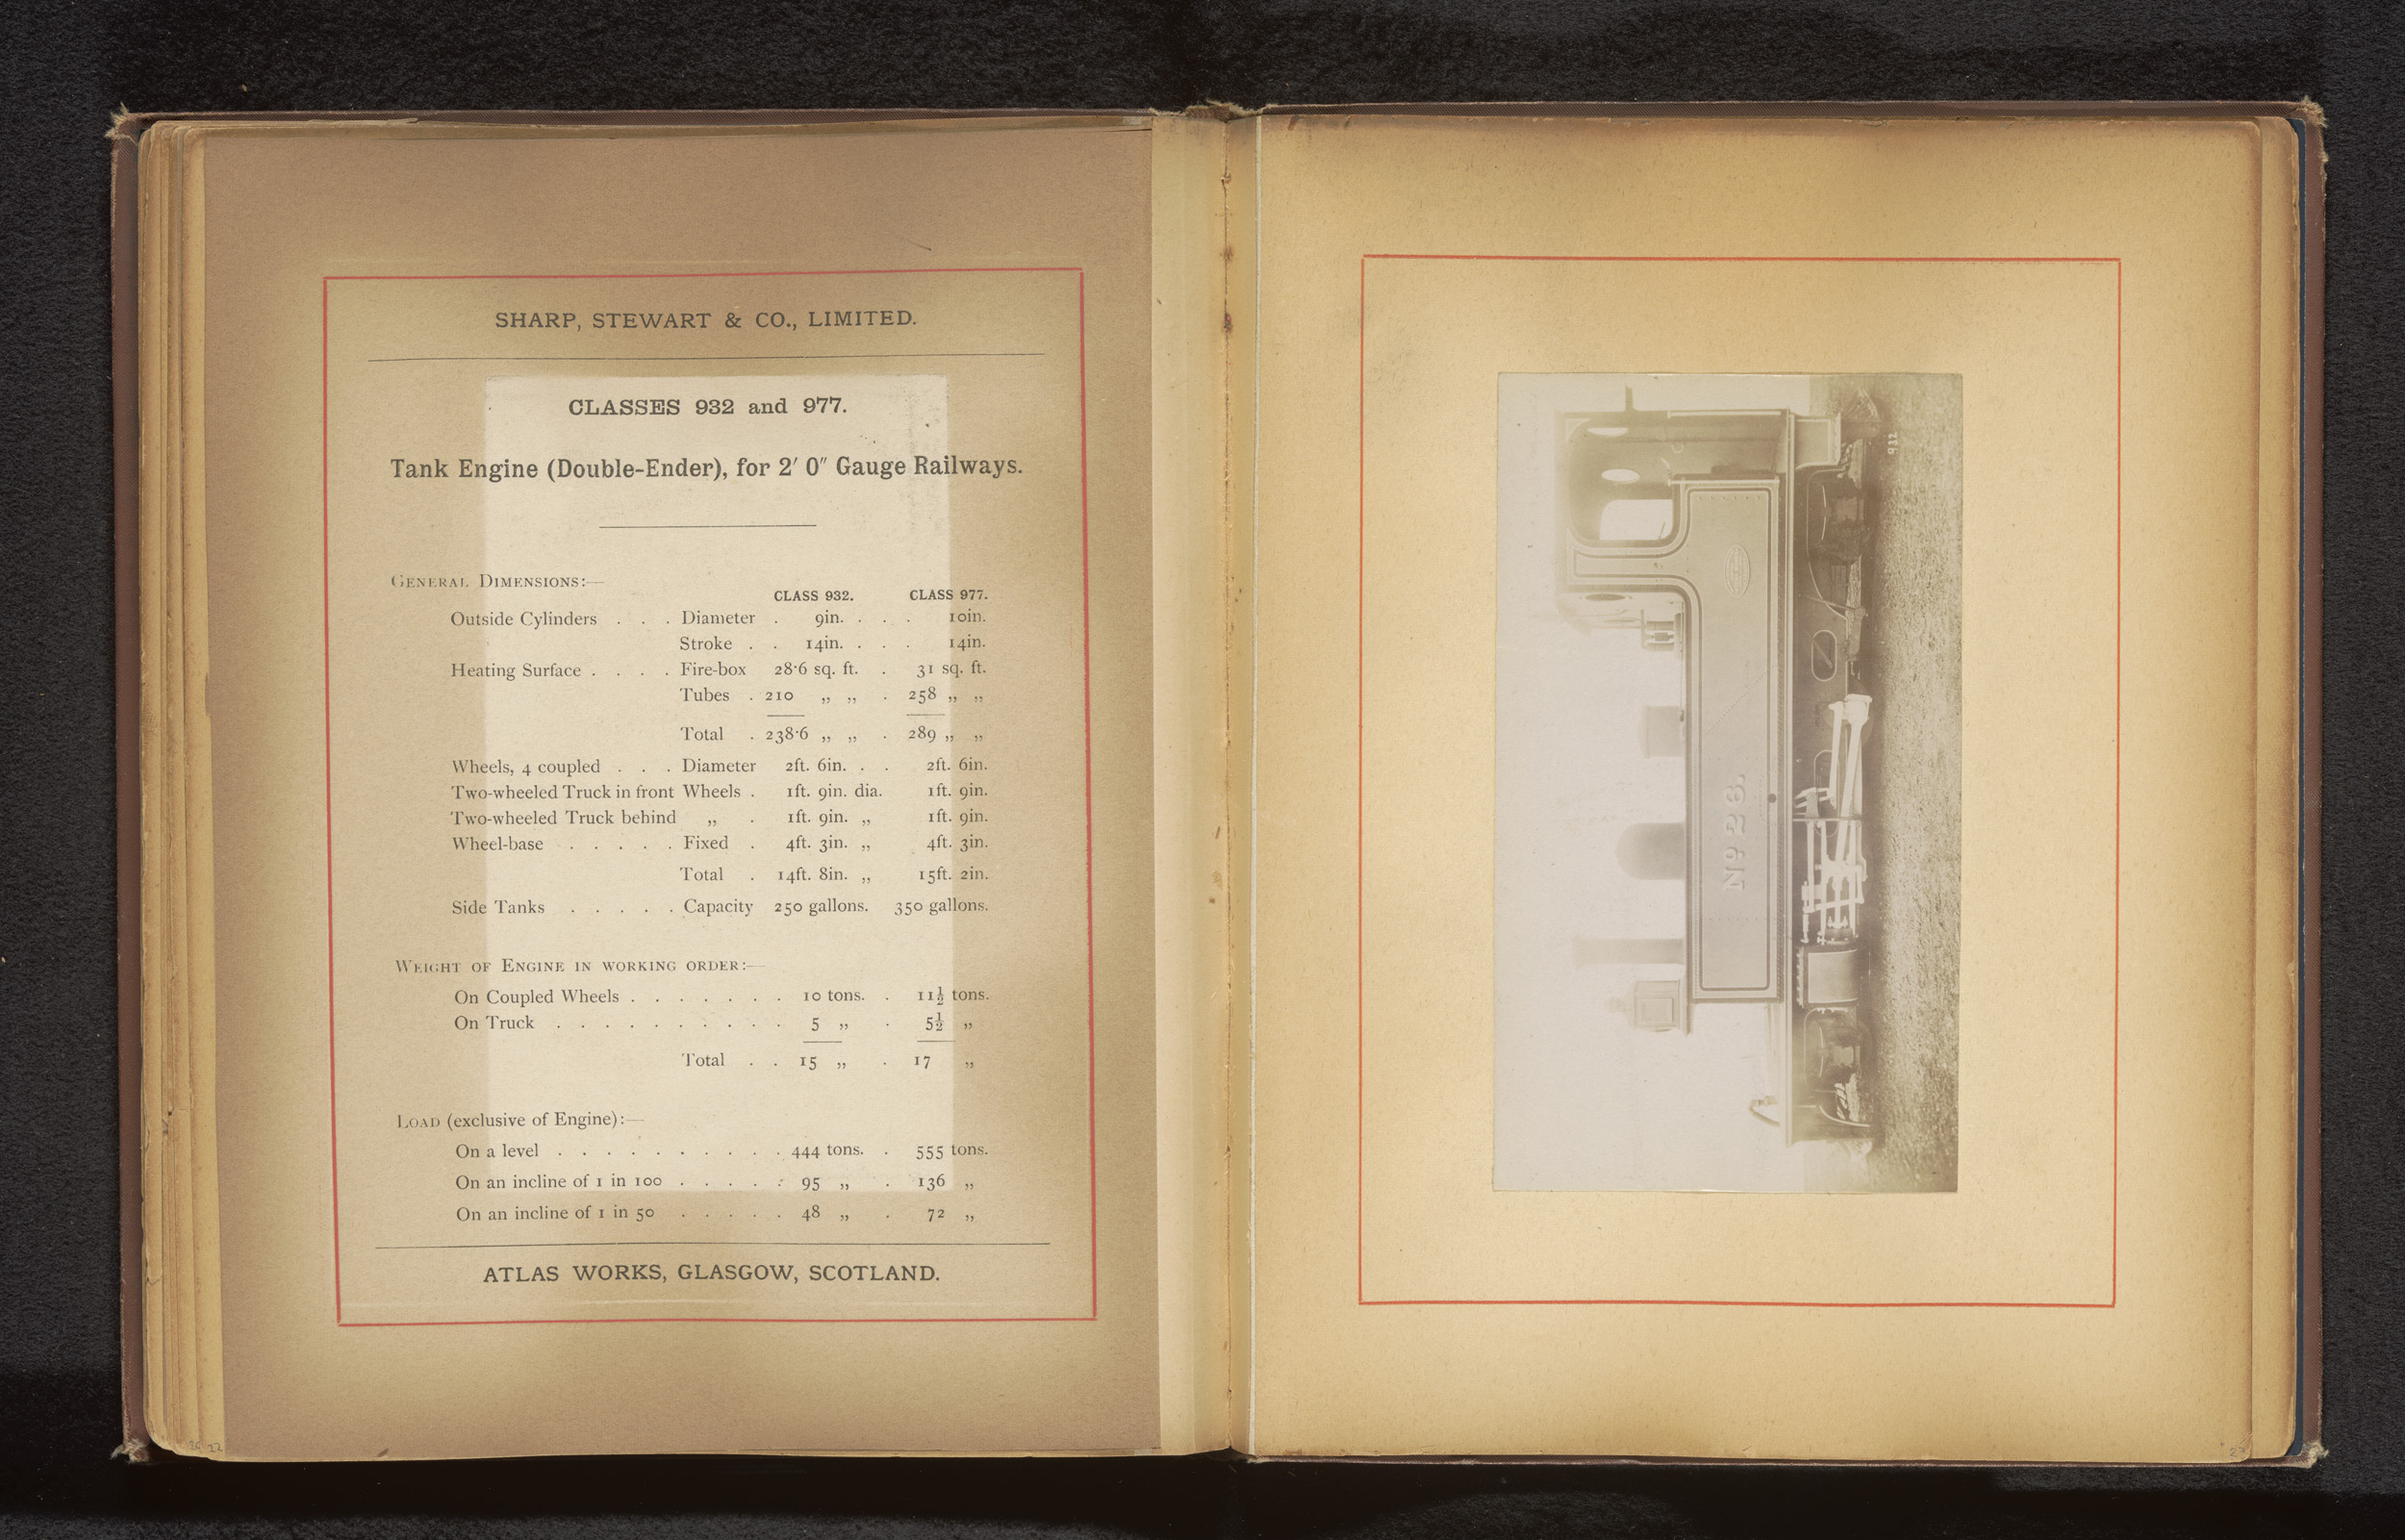 SHARP, STEWART & CO., LIMITED.
CLASSES 932 and 977.
Tank Engine (Double-Ender), for 2′ 0″ Gauge Railways.
GENERAL DIMENSIONS:—
CLASS 932. CLASS 977.
Outside Cylinders . . . Diameter . 9in. . . . 10in.
Stroke . . 14in. . . . 14in.
Heating Surface . . . . Fire-box 28·6 sq. ft. . 31 sq. ft.
Tubes . 210 „ „ . 258 „ „
Total . 238·6 „ „ . 289 „ „
Wheels, 4 coupled . . . Diameter 2ft. 6in. . . 2ft. 6in.
Two-wheeled Truck in front Wheels . 1ft. 9in. dia. 1ft. 9in.
Two-wheeled Truck behind „ . 1ft. 9in. „ 1ft. 9in.
Wheel-base . . . . . Fixed . 4ft. 3in. „ 4ft. 3in.
Total . 14ft. 8in. „ 15ft. 2in.
Side Tanks . . . . . Capacity 250 gallons. 350 gallons.
WEIGHT OF ENGINE IN WORKING ORDER:—
On Coupled Wheels . . . . . . . 10 tons. . 11½ tons.
On Truck . . . . . . . . . . 5 „ . 5½ „
Total . . 15 „ . 17 „
LOAD (exclusive of Engine):—
On a level . . . . . . . . . . 444 tons. . 555 tons.
On an incline of 1 in 100 . . . . . 95 „ . 136 „
On an incline of 1 in 50 . . . . . 48 „ . 72 „
ATLAS WORKS, GLASGOW, SCOTLAND.
22
932
No 28.